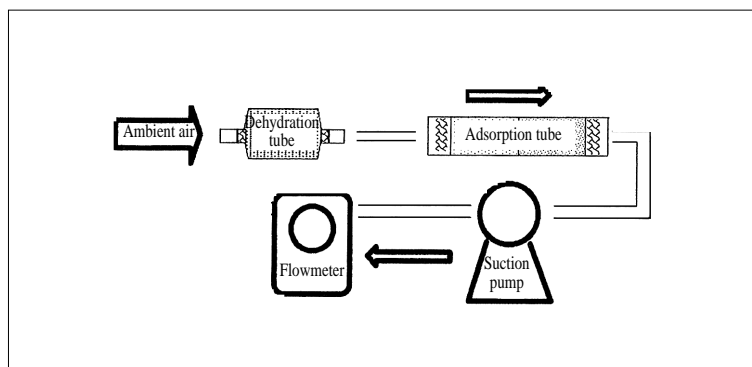 Ambient air
Dehydration
tube
Adsorption tube
Flowmeter
Suction
pump